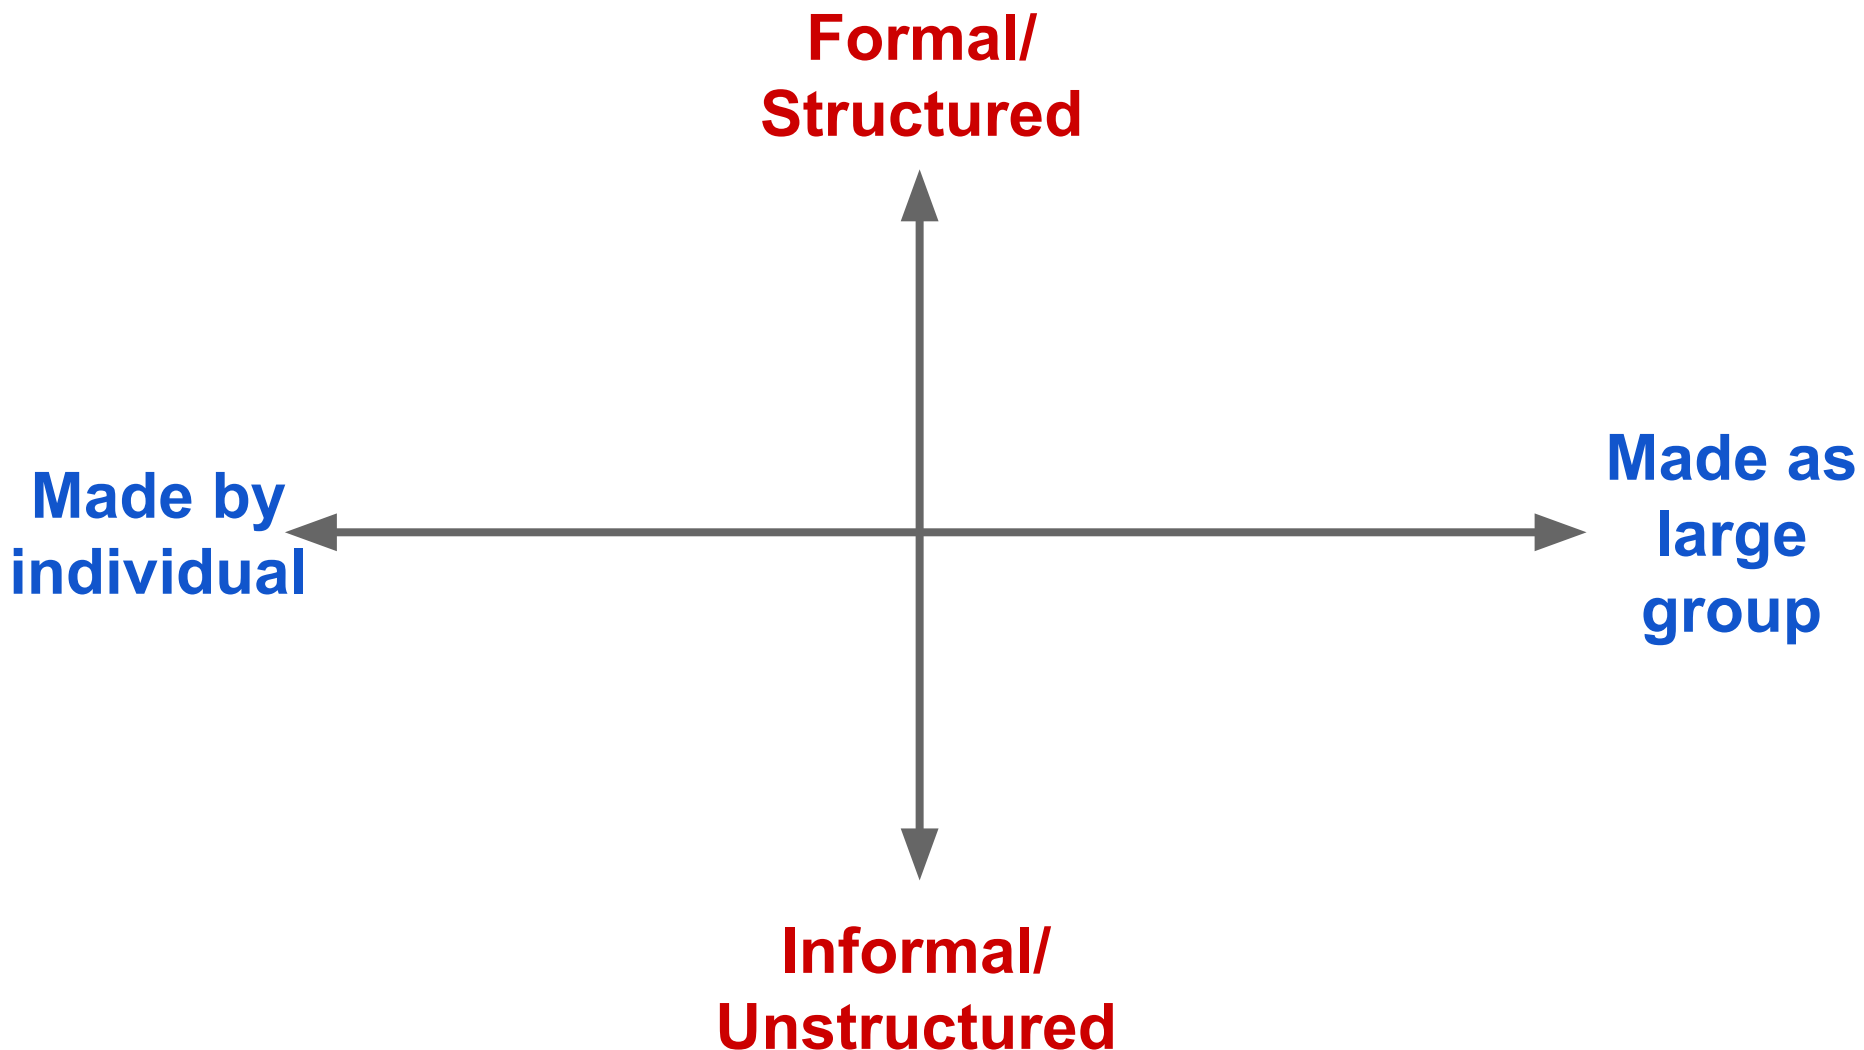 Formal/
Structured
Made by
individual
Made as
large
group
Informal/
Unstructured